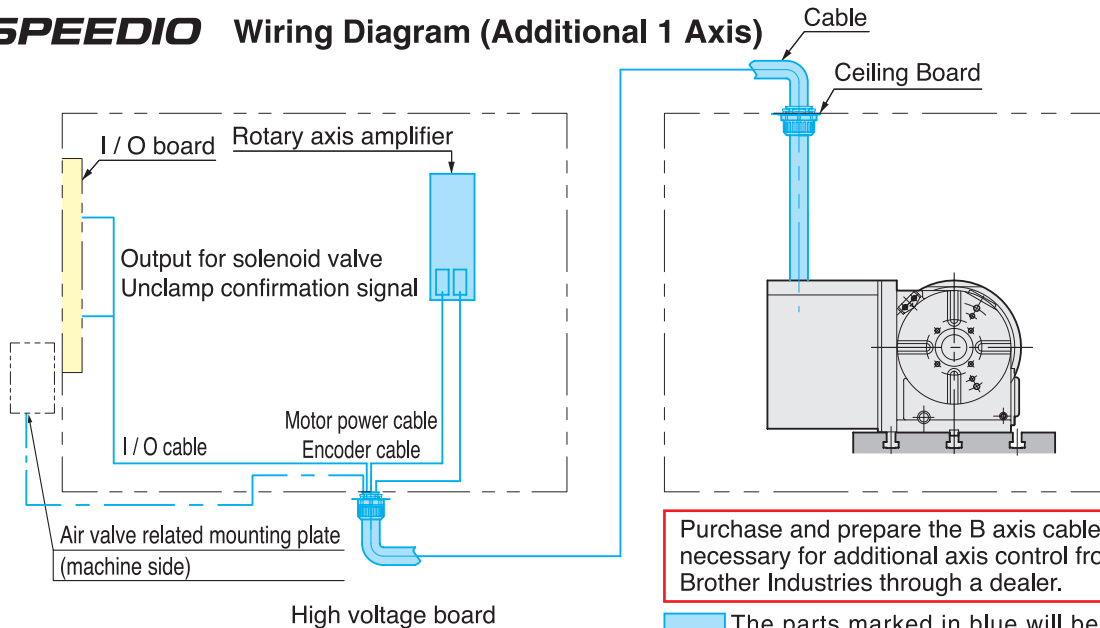 SPEEDIO Wiring Diagram (Additional 1 Axis)
Cable
Ceiling Board
I / O board
Rotary axis amplifier
Output for solenoid valve
Unclamp confirmation signal
Motor power cable
Encoder cable
I / O cable
Air valve related mounting plate
(machine side)
High voltage board
Purchase and prepare the B axis cable
necessary for additional axis control
Brother Industries through a dealer.
The parts marked in blue will be